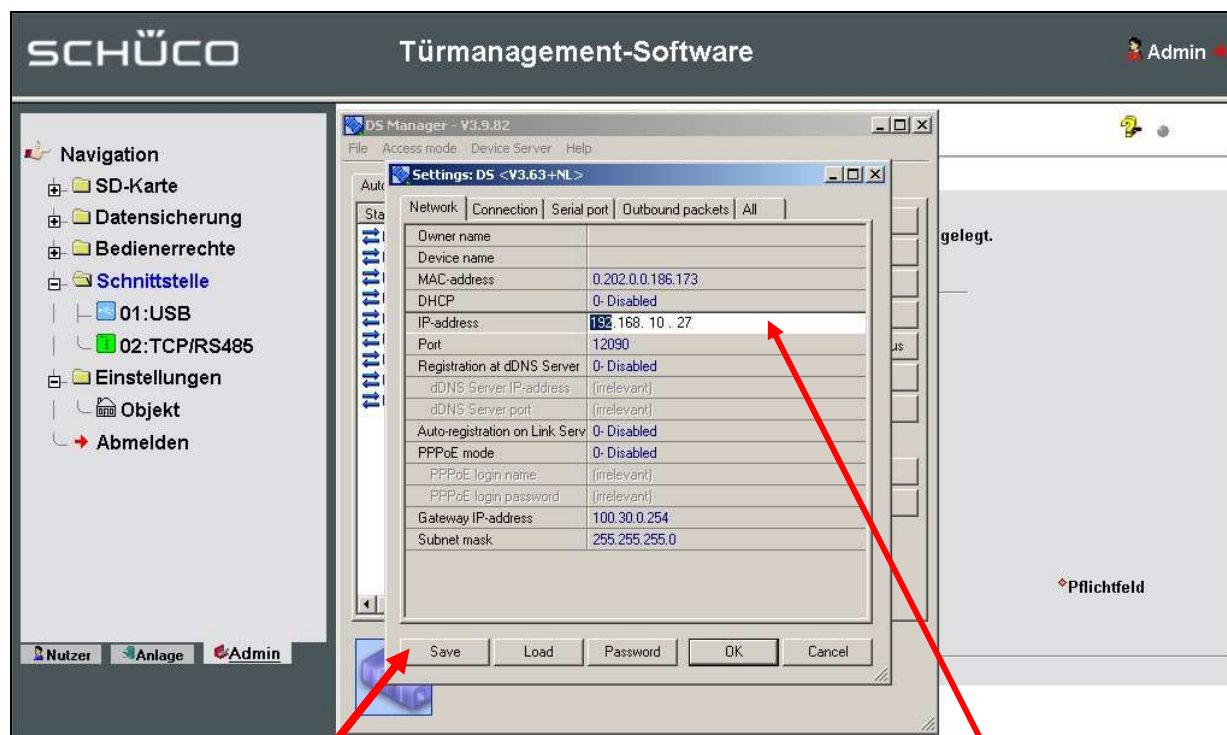 SCHÜCO
Türmanagement-Software
Admin
Navigation
SD-Karte
Datensicherung
Bedienerrechte
Schnittstelle
01:USB
02:TCP/RS485
Einstellungen
Objekt
Abmelden
Nutzer Anlage Admin
DS Manager - V3.9.82
File Access mode Device Server Help
Settings: DS <V3.63+NL>
Network Connection Serial port Outbound packets All
Owner name
Device name
MAC-address 0.202.0.0.186.173
DHCP 0- Disabled
IP-address 192.168. 10 . 27
Port 12090
Registration at dDNS Server 0- Disabled
dDNS Server IP-address (irrelevant)
dDNS Server port (irrelevant)
Auto-registration on Link Serv 0- Disabled
PPPoE mode 0- Disabled
PPPoE login name (irrelevant)
PPPoE login password (irrelevant)
Gateway IP-address 100.30.0.254
Subnet mask 255.255.255.0
Save Load Password OK Cancel
gelegt.
Pflichtfeld